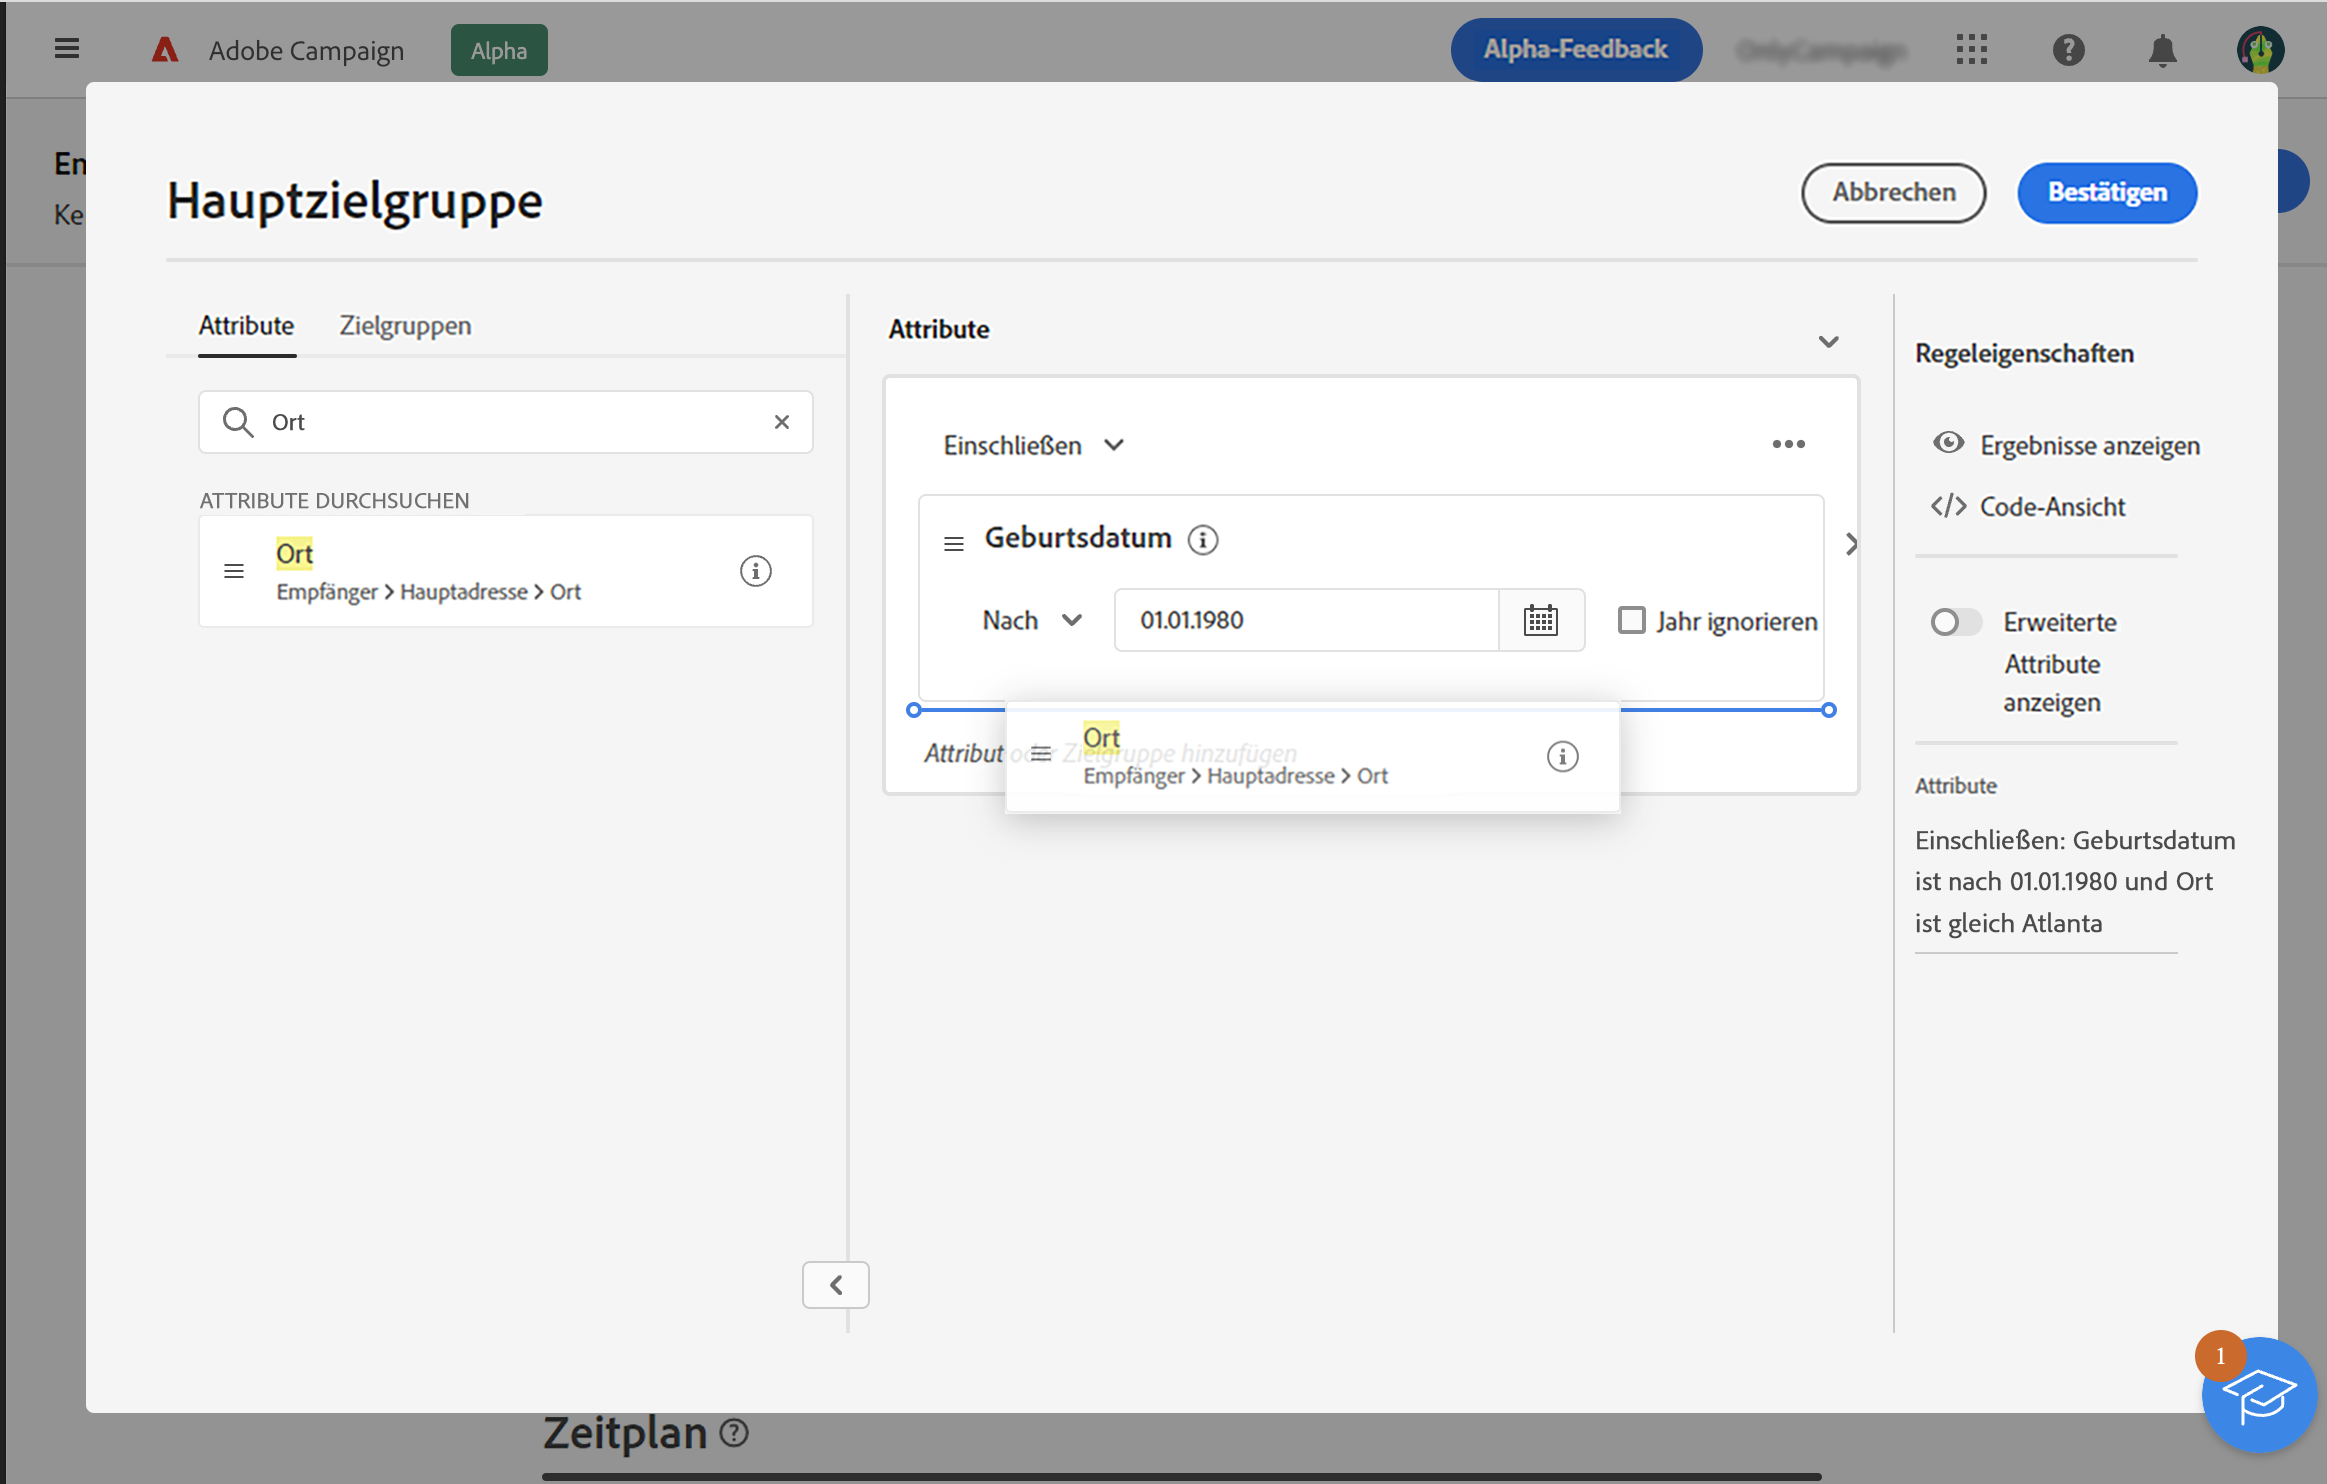 Adobe Campaign
Alpha
Alpha-Feedback
En
Ke
Hauptzielgruppe
Abbrechen
Bestätigen
Attribute
Zielgruppen
Ort
ATTRIBUTE DURCHSUCHEN
Ort
Empfänger > Hauptadresse > Ort
Attribute
Einschließen
Geburtsdatum
Nach
01.01.1980
Jahr ignorieren
Attribut oder Zielgruppe hinzufügen
Ort
Empfänger > Hauptadresse > Ort
Regeleigenschaften
Ergebnisse anzeigen
Code-Ansicht
Erweiterte
Attribute
anzeigen
Attribute
Einschließen: Geburtsdatum
ist nach 01.01.1980 und Ort
ist gleich Atlanta
1
Zeitplan